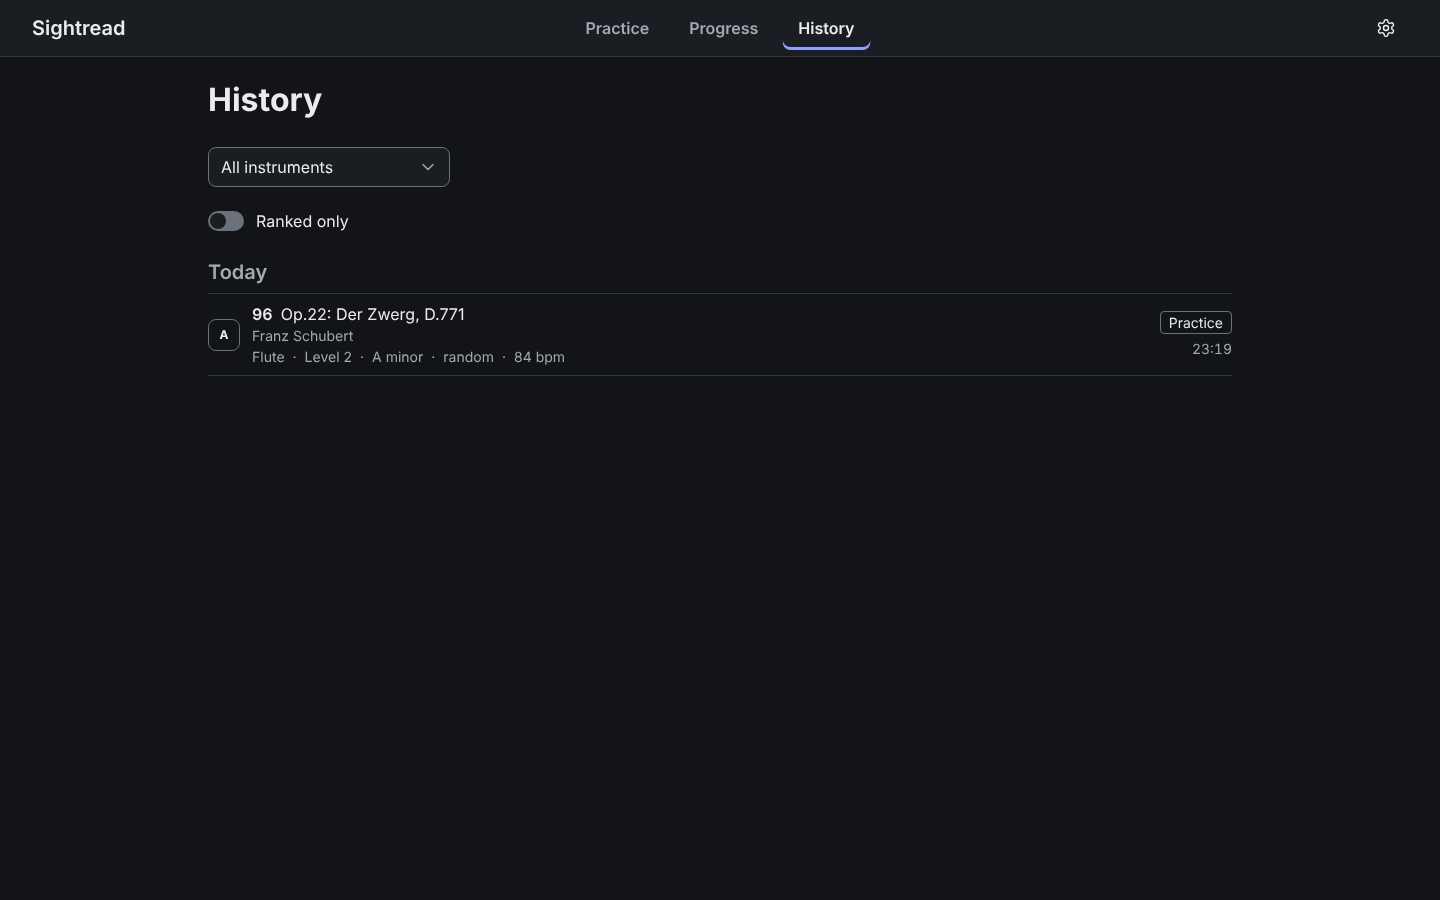 Sightread
Practice
Progress
History
History
All instruments
Ranked only
Today
A
96 Op.22: Der Zwerg, D.771
Franz Schubert
Flute · Level 2 · A minor · random · 84 bpm
Practice
23:19